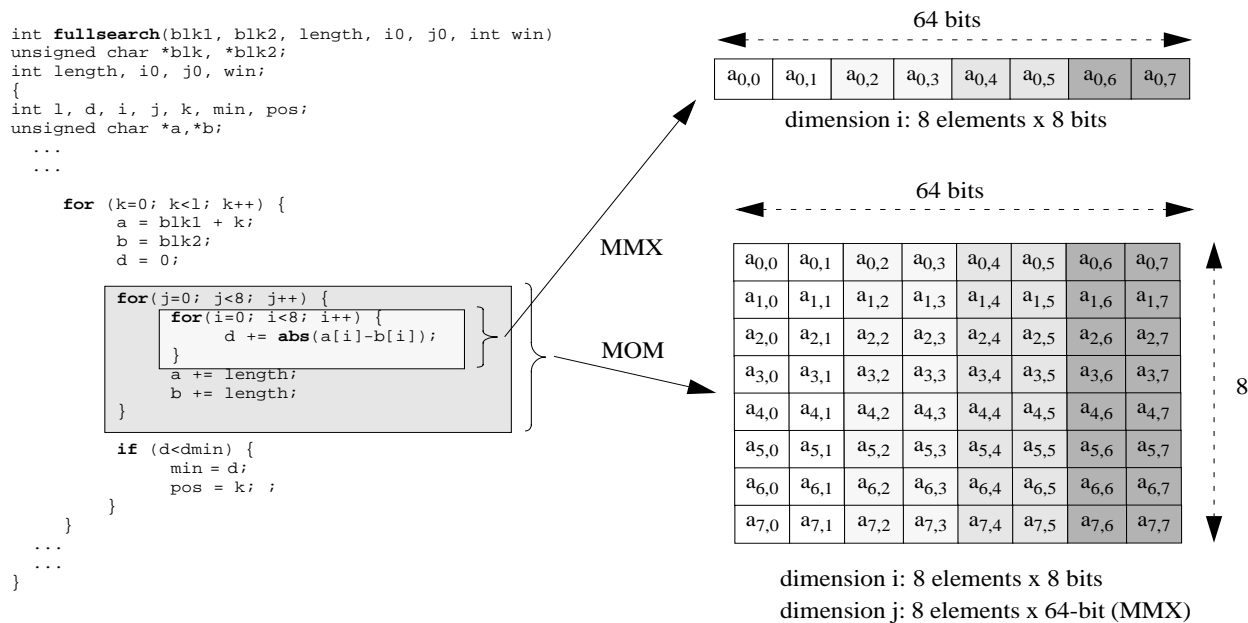 int fullsearch(blk1, blk2, length, i0, j0, int win)
unsigned char *blk, *blk2;
int length, i0, j0, win;
{
int l, d, i, j, k, min, pos;
unsigned char *a,*b;
...
...
for (k=0; k<l; k++) {
a = blk1 + k;
b = blk2;
d = 0;
for(j=0; j<8; j++) {
for(i=0; i<8; i++) {
d += abs(a[i]-b[i]);
}
a += length;
b += length;
}
if (d<dmin) {
min = d;
pos = k; ;
}
}
...
...
}
MMX
MOM
64 bits
a0,0 a0,1 a0,2 a0,3 a0,4 a0,5 a0,6 a0,7
dimension i: 8 elements x 8 bits
64 bits
a0,0 a0,1 a0,2 a0,3 a0,4 a0,5 a0,6 a0,7
a1,0 a1,1 a1,2 a1,3 a1,4 a1,5 a1,6 a1,7
a2,0 a2,1 a2,2 a2,3 a2,4 a2,5 a2,6 a2,7
a3,0 a3,1 a3,2 a3,3 a3,4 a3,5 a3,6 a3,7
a4,0 a4,1 a4,2 a4,3 a4,4 a4,5 a4,6 a4,7
a5,0 a5,1 a5,2 a5,3 a5,4 a5,5 a5,6 a5,7
a6,0 a6,1 a6,2 a6,3 a6,4 a6,5 a6,6 a6,7
a7,0 a7,1 a7,2 a7,3 a7,4 a7,5 a7,6 a7,7
8
dimension i: 8 elements x 8 bits
dimension j: 8 elements x 64-bit (MMX)